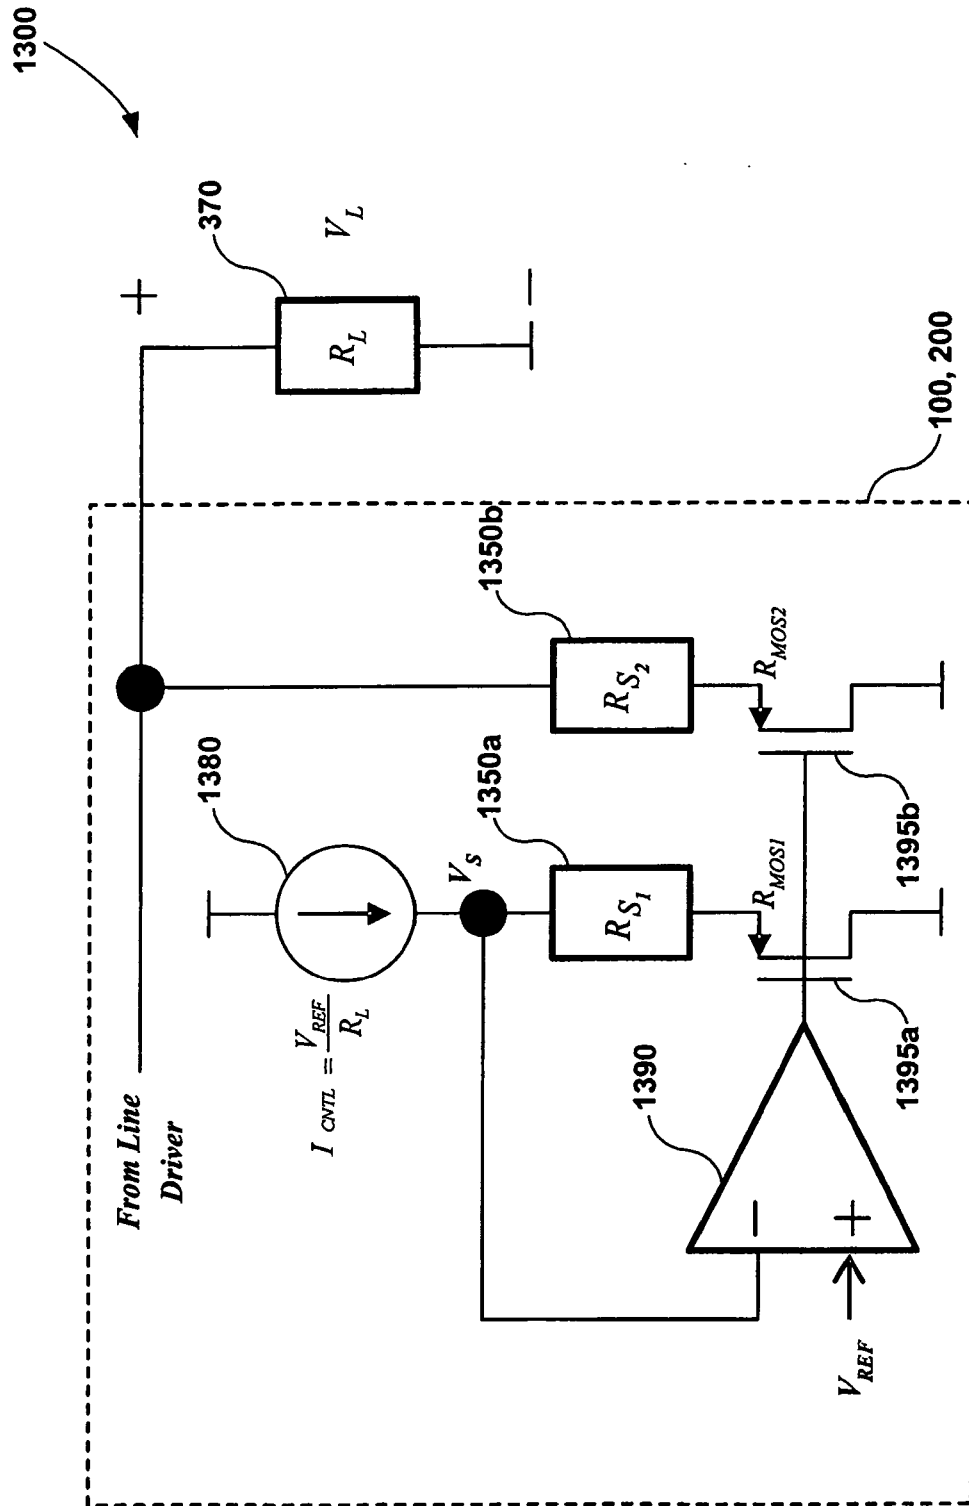 1300
From Line
Driver
I CNTL = V_REF / R_L
1380
V_S
1350a
R_S1
R_MOS1
1395a
1390
−
+
V_REF
1350b
R_S2
R_MOS2
1395b
100, 200
370
R_L
V_L
+
−